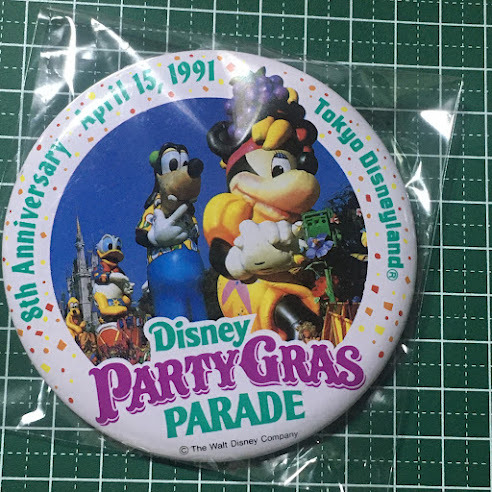 8th Anniversary April 15, 1991
Tokyo Disneyland®
Disney
PARTY GRAS
PARADE
© The Walt Disney Company